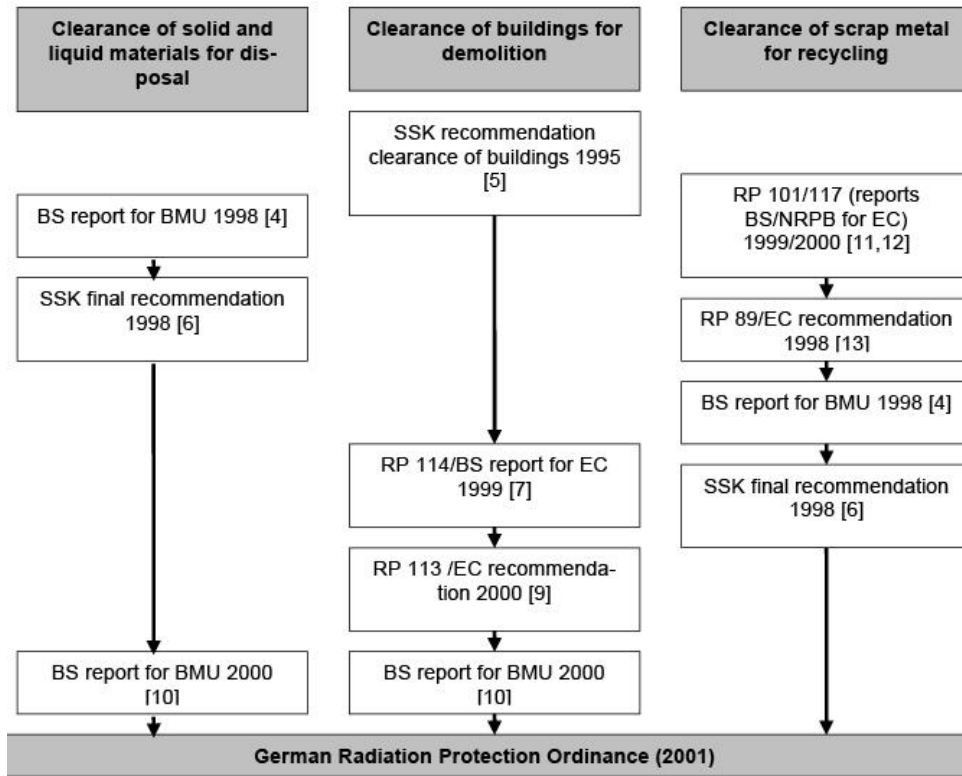 Clearance of solid and
liquid materials for dis-
posal
BS report for BMU 1998 [4]
SSK final recommendation
1998 [6]
BS report for BMU 2000
[10]
Clearance of buildings for
demolition
SSK recommendation
clearance of buildings 1995
[5]
RP 114/BS report for EC
1999 [7]
RP 113 /EC recommenda-
tion 2000 [9]
BS report for BMU 2000
[10]
Clearance of scrap metal
for recycling
RP 101/117 (reports
BS/NRPB for EC)
1999/2000 [11,12]
RP 89/EC recommendation
1998 [13]
BS report for BMU 1998 [4]
SSK final recommendation
1998 [6]
German Radiation Protection Ordinance (2001)